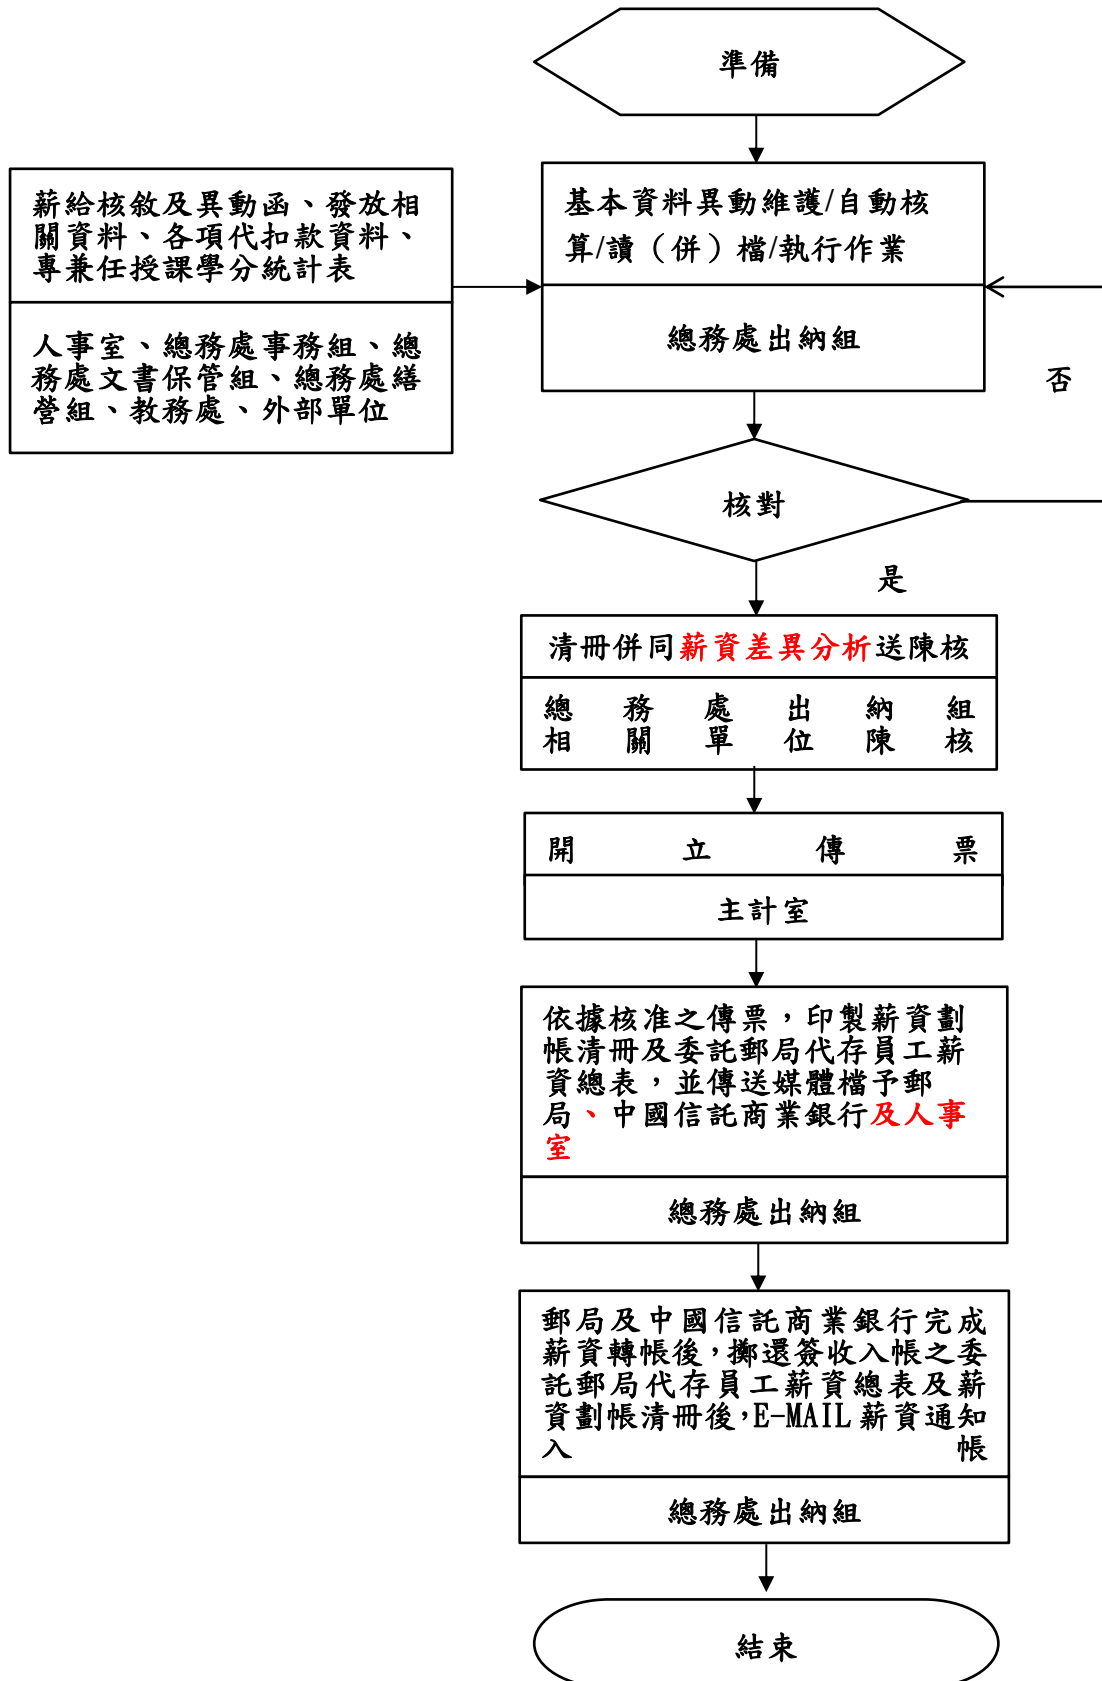 準備
薪給核敘及異動函、發放相
關資料、各項代扣款資料、
專兼任授課學分統計表
人事室、總務處事務組、總
務處文書保管組、總務處繕
營組、教務處、外部單位
基本資料異動維護/自動核
算/讀（併）檔/執行作業
總務處出納組
否
核對
是
清冊併同薪資差異分析送陳核
總務處出納組
相關單位陳核
開立傳票
主計室
依據核准之傳票，印製薪資劃
帳清冊及委託郵局代存員工薪
資總表，並傳送媒體檔予郵
局、中國信託商業銀行及人事
室
總務處出納組
郵局及中國信託商業銀行完成
薪資轉帳後，擲還簽收入帳之委
託郵局代存員工薪資總表及薪
資劃帳清冊後，E-MAIL 薪資通知
入帳
總務處出納組
結束